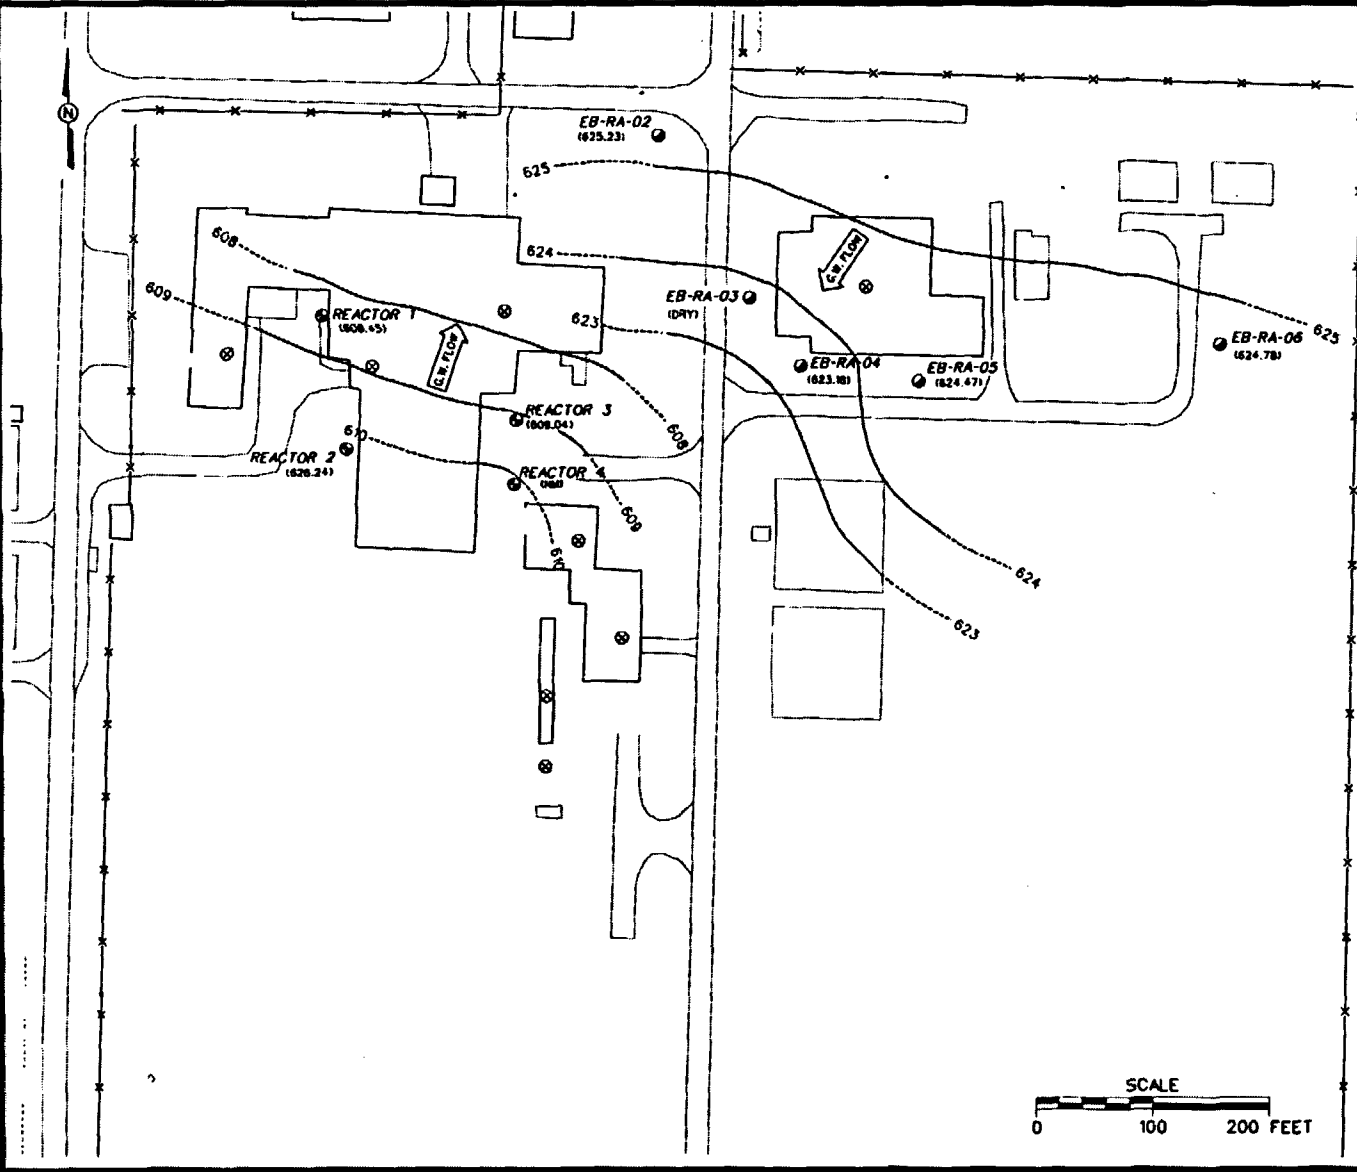 N
EB-RA-02
(625.23)
625
608
624
G.W. FLOW
609
EB-RA-03
(DRY)
REACTOR 1
(608.45)
623
625
EB-RA-06
(624.78)
G.W. FLOW
EB-RA-04
(623.18)
EB-RA-05
(624.47)
REACTOR 3
(609.04)
610
608
REACTOR 2
(626.24)
REACTOR 4
609
610
624
623
SCALE
0 100 200 FEET